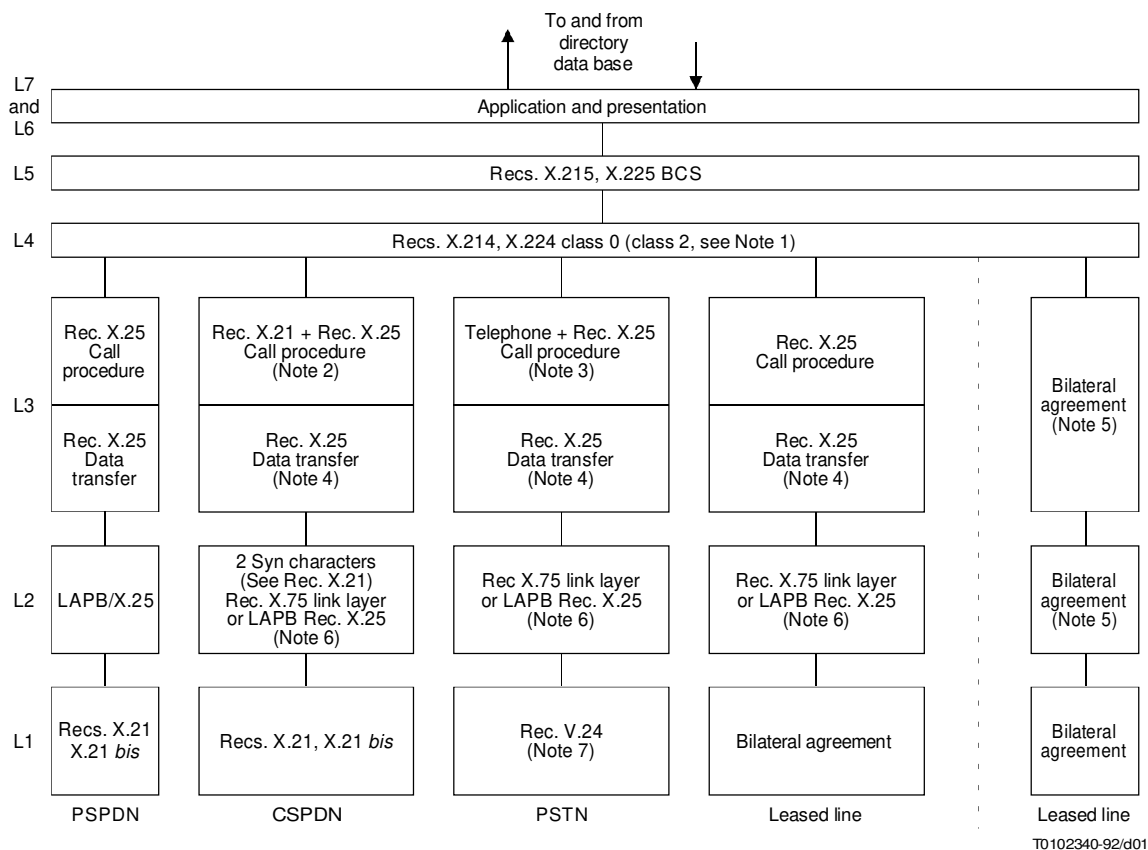 To and from
directory
data base
L7
and
L6
Application and presentation
L5
Recs. X.215, X.225 BCS
L4
Recs. X.214, X.224 class 0 (class 2, see Note 1)
L3
Rec. X.25
Call
procedure
Rec. X.21 + Rec. X.25
Call procedure
(Note 2)
Telephone + Rec. X.25
Call procedure
(Note 3)
Rec. X.25
Call procedure
Bilateral
agreement
(Note 5)
Rec. X.25
Data
transfer
Rec. X.25
Data transfer
(Note 4)
Rec. X.25
Data transfer
(Note 4)
Rec. X.25
Data transfer
(Note 4)
L2
LAPB/X.25
2 Syn characters
(See Rec. X.21)
Rec. X.75 link layer
or LAPB Rec. X.25
(Note 6)
Rec X.75 link layer
or LAPB Rec. X.25
(Note 6)
Rec. X.75 link layer
or LAPB Rec. X.25
(Note 6)
Bilateral
agreement
(Note 5)
L1
Recs. X.21
X.21 bis
Recs. X.21, X.21 bis
Rec. V.24
(Note 7)
Bilateral agreement
Bilateral
agreement
PSPDN
CSPDN
PSTN
Leased line
Leased line
T0102340-92/d01